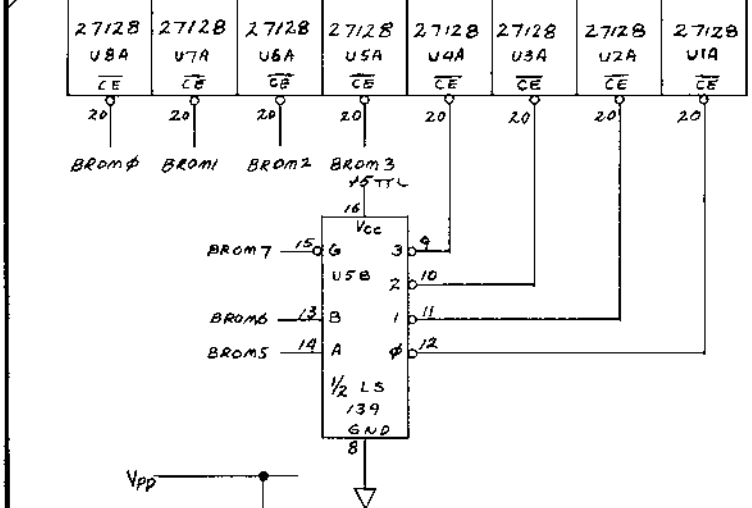 27128 27128 27128 27128 27128 27128 27128 27128
U8A U7A U6A U5A U4A U3A U2A U1A
CE CE CE CE CE CE CE CE
20 20 20 20 20 20 20 20
BROMφ BROM1 BROM2 BROM3
+5 TTL
16
Vcc
BROM7 15 G 3 9
U5B 2 10
BROM6 13 B 1 11
BROM5 14 A φ 12
1/2 LS
139
GND
8
Vpp